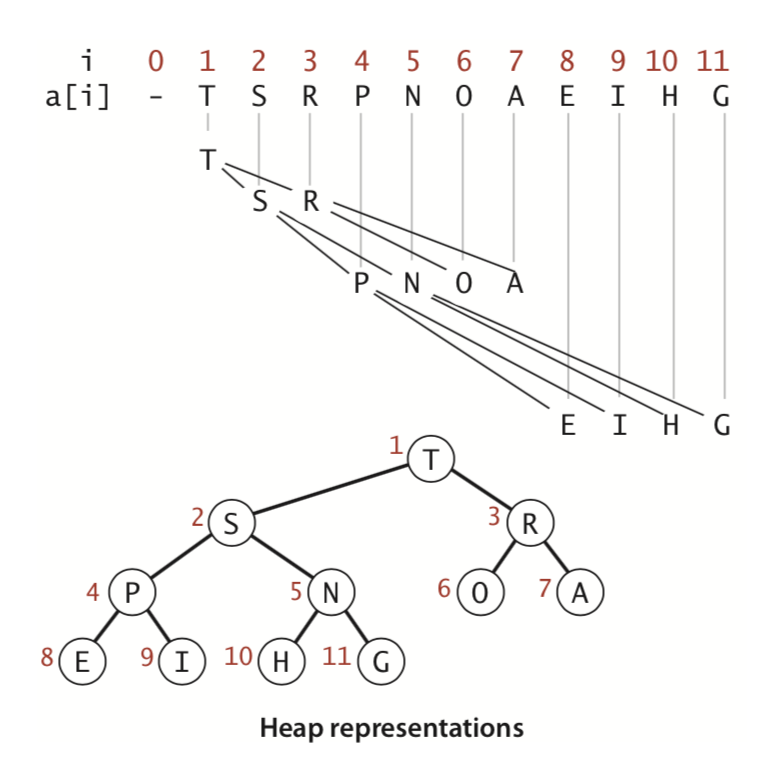 i 0 1 2 3 4 5 6 7 8 9 10 11
a[i] - T S R P N O A E I H G
T
S R
P N O A
E I H G
1 T
2 S 3 R
4 P 5 N 6 O 7 A
8 E 9 I 10 H 11 G
Heap representations